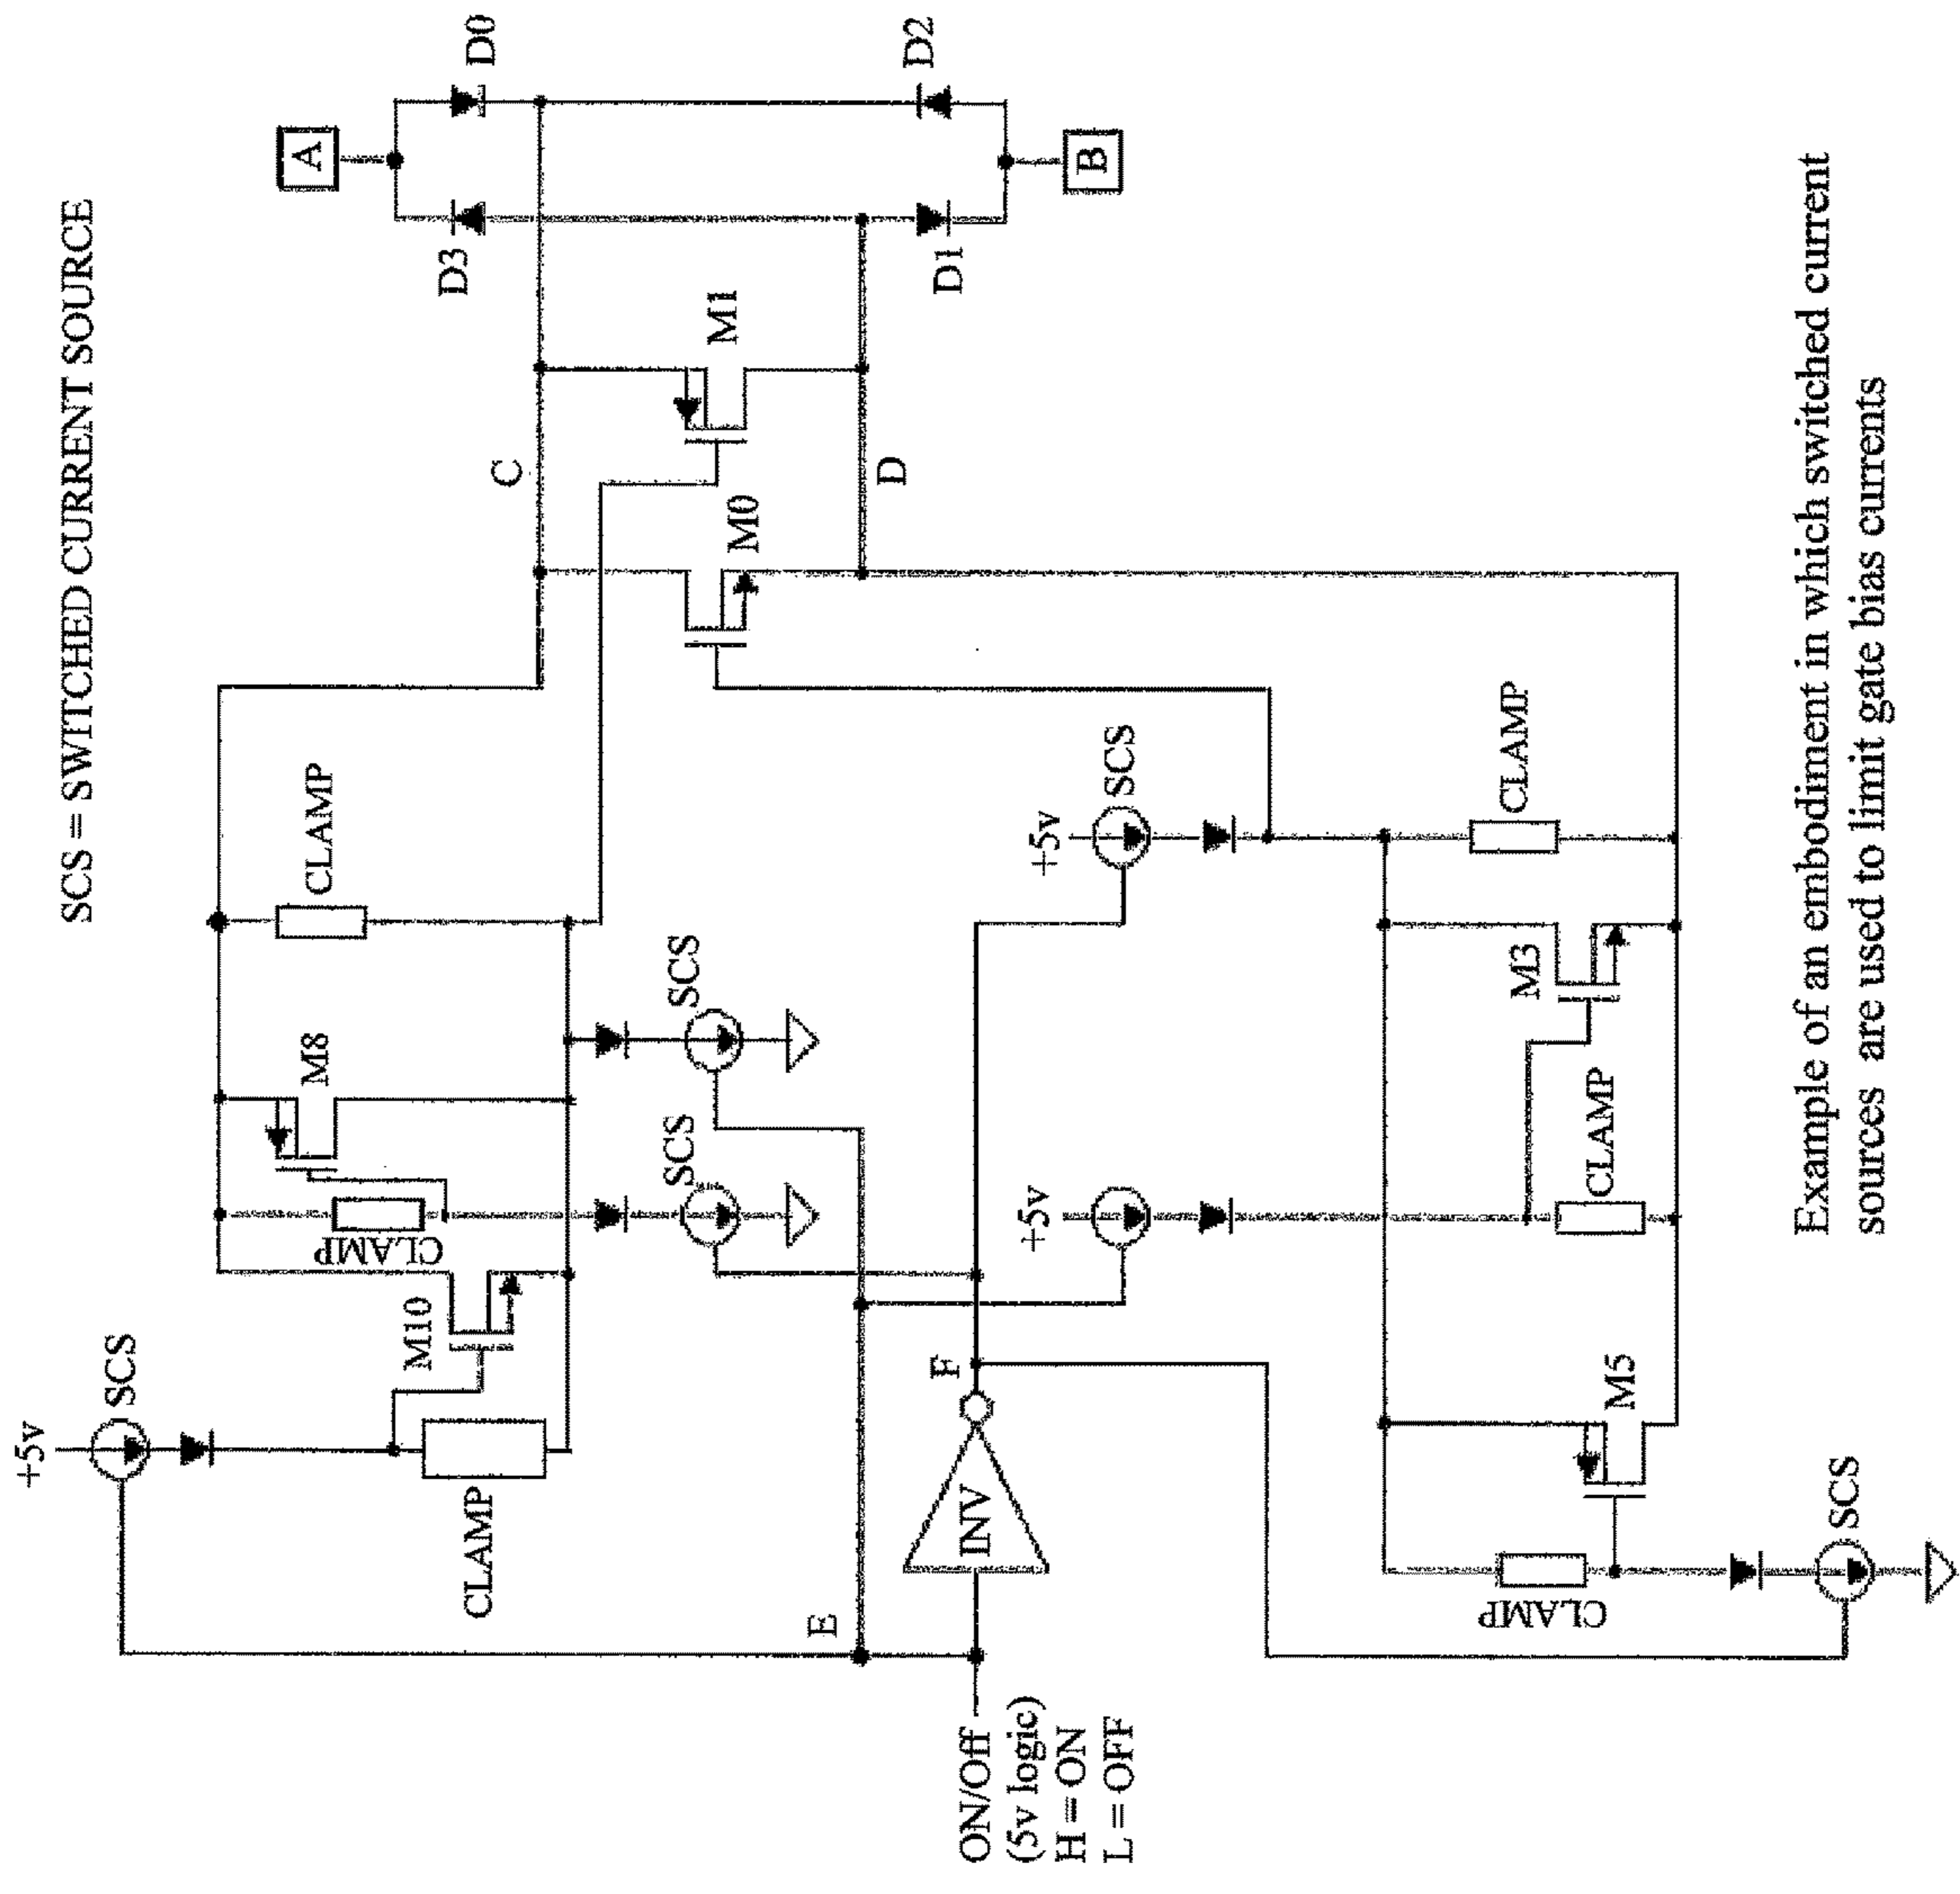 SCS = SWITCHED CURRENT SOURCE
+5v
SCS
CLAMP
M10
CLAMP
M8
CLAMP
SCS
SCS
C
D
M0
M1
A
B
D0
D3
D2
D1
E
F
INV
ON/Off
(5v logic)
H = ON
L = OFF
+5v
+5v
SCS
CLAMP
M3
CLAMP
M5
CLAMP
SCS
Example of an embodiment in which switched current
sources are used to limit gate bias currents